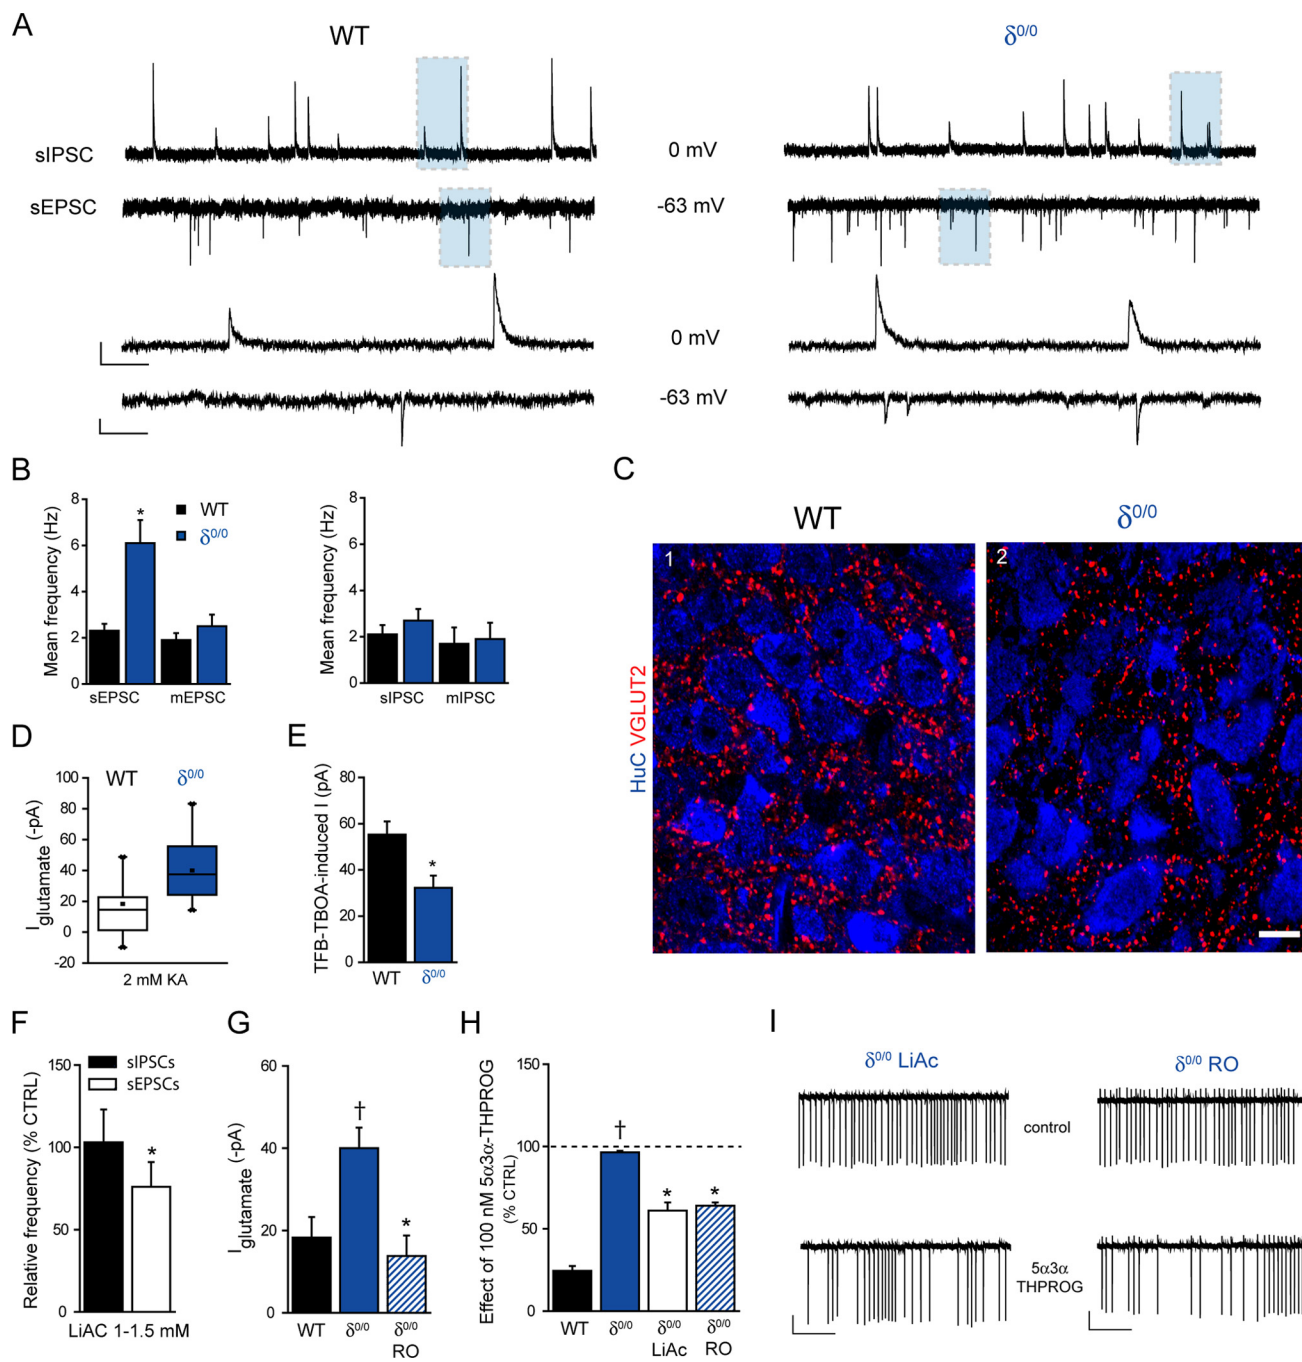 A
WT
δ0/0
sIPSC
0 mV
sEPSC
-63 mV
0 mV
-63 mV
B
Mean frequency (Hz)
8
6
4
2
0
*
WT
δ0/0
sEPSC
mEPSC
Mean frequency (Hz)
8
6
4
2
0
sIPSC
mIPSC
C
WT
δ0/0
HuC VGLUT2
1
2
D
WT
δ0/0
Iglutamate (-pA)
100
80
60
40
20
0
-20
2 mM KA
E
TFB-TBOA-induced I (pA)
80
60
40
20
0
*
WT
δ0/0
F
Relative frequency (% CTRL)
150
100
50
0
sIPSCs
sEPSCs
*
LiAC 1-1.5 mM
G
Iglutamate (-pA)
60
40
20
0
†
*
WT
δ0/0
δ0/0
RO
H
Effect of 100 nM 5α3α-THPROG
(% CTRL)
150
100
50
0
†
*
*
WT
δ0/0
δ0/0
LiAc
δ0/0
RO
I
δ0/0 LiAc
δ0/0 RO
control
5α3α
THPROG